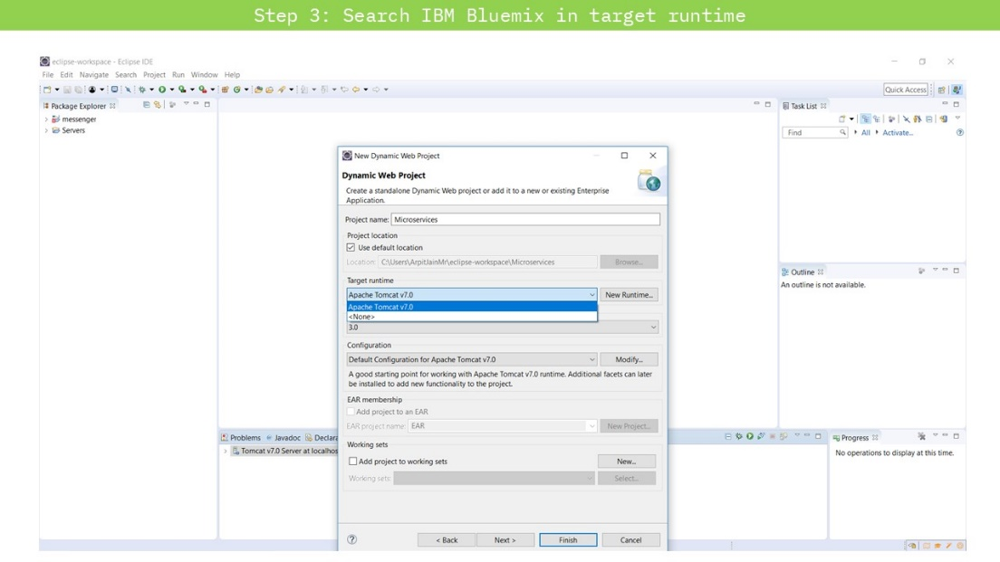 Step 3: Search IBM Bluemix in target runtime
eclipse-workspace - Eclipse IDE
File Edit Navigate Search Project Run Window Help
Quick Access
Package Explorer
messenger
Servers
Task List
Find
All
Activate...
New Dynamic Web Project
Dynamic Web Project
Create a standalone Dynamic Web project or add it to a new or existing Enterprise
Application.
Project name: Microservices
Project location
Use default location
Location: C:\Users\ArpitJainMr\eclipse-workspace\Microservices Browse...
Target runtime
Apache Tomcat v7.0 New Runtime...
Apache Tomcat v7.0
<None>
3.0
Configuration
Default Configuration for Apache Tomcat v7.0 Modify...
A good starting point for working with Apache Tomcat v7.0 runtime. Additional facets can later
be installed to add new functionality to the project.
EAR membership
Add project to an EAR
EAR project name: EAR New Project...
Working sets
Add project to working sets New...
Working sets: Select...
< Back Next > Finish Cancel
Outline
An outline is not available.
Problems Javadoc Declara
Tomcat v7.0 Server at localhos
Progress
No operations to display at this time.